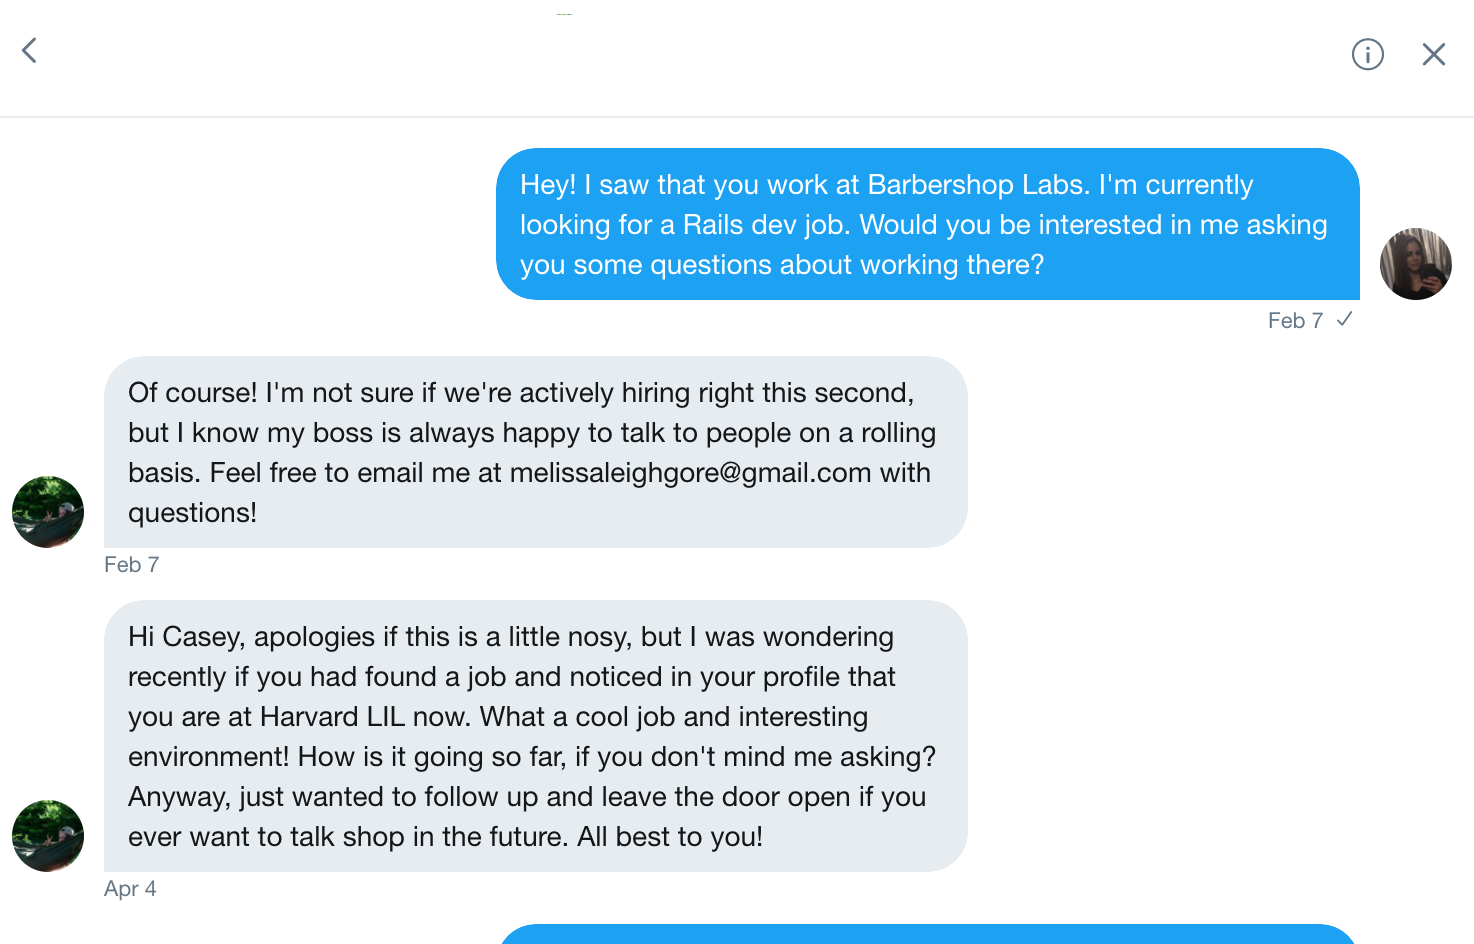 Hey! I saw that you work at Barbershop Labs. I'm currently
looking for a Rails dev job. Would you be interested in me asking
you some questions about working there?
Feb 7 ✓
Of course! I'm not sure if we're actively hiring right this second,
but I know my boss is always happy to talk to people on a rolling
basis. Feel free to email me at melissaleighgore@gmail.com with
questions!
Feb 7
Hi Casey, apologies if this is a little nosy, but I was wondering
recently if you had found a job and noticed in your profile that
you are at Harvard LIL now. What a cool job and interesting
environment! How is it going so far, if you don't mind me asking?
Anyway, just wanted to follow up and leave the door open if you
ever want to talk shop in the future. All best to you!
Apr 4